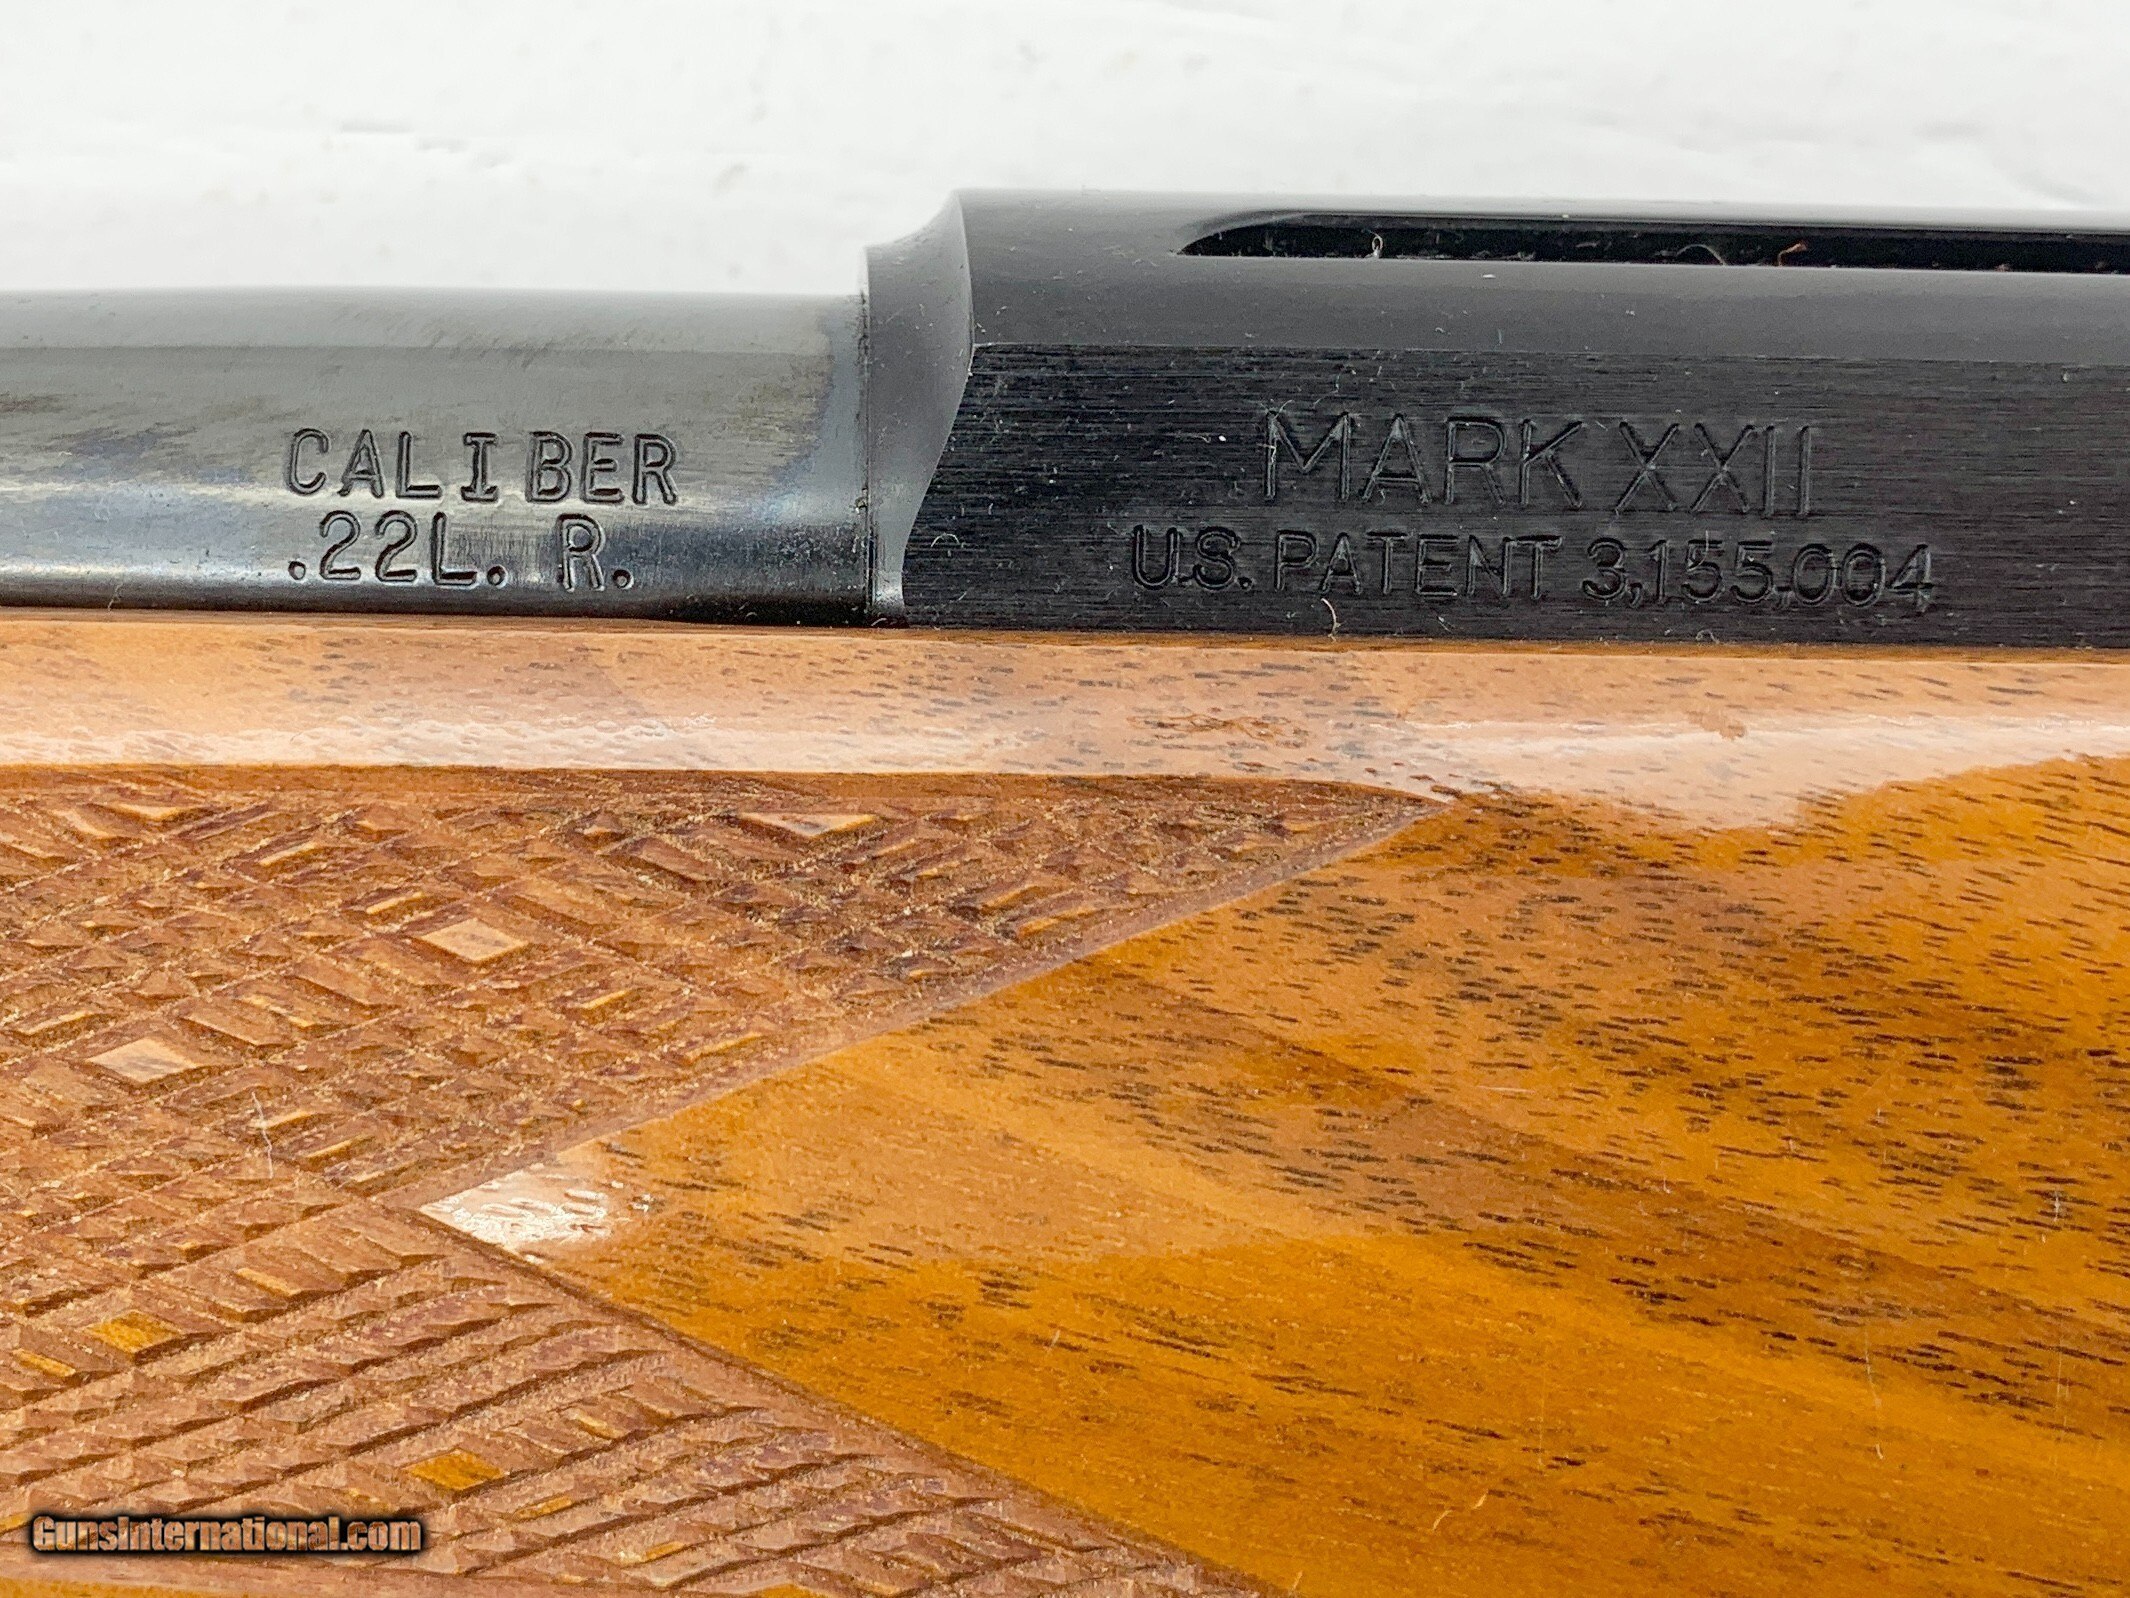 CALIBER
.22L. R.
MARK XXII
U.S. PATENT 3,155,004
GunsInternational.com